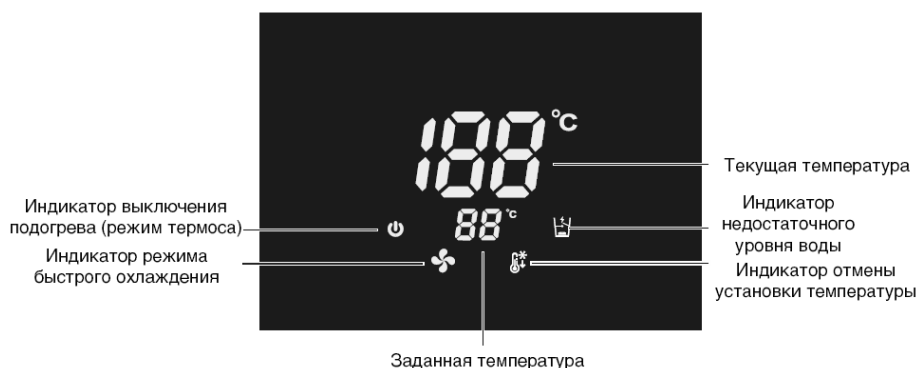 188 °C
Текущая температура
Индикатор выключения
подогрева (режим термоса)
88 °C
Индикатор
недостаточного
уровня воды
Индикатор режима
быстрого охлаждения
Индикатор отмены
установки температуры
Заданная температура